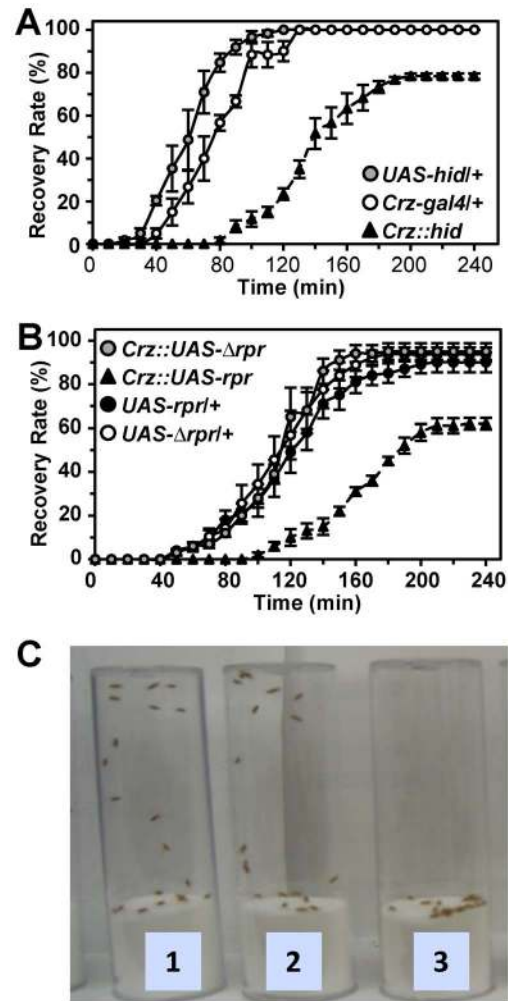 A
Recovery Rate (%)
100
80
60
40
20
0
UAS-hid/+
Crz-gal4/+
Crz::hid
0 40 80 120 160 200 240
Time (min)
B
Recovery Rate (%)
100
80
60
40
20
0
Crz::UAS-Δrpr
Crz::UAS-rpr
UAS-rpr/+
UAS-Δrpr/+
0 40 80 120 160 200 240
Time (min)
C
1 2 3